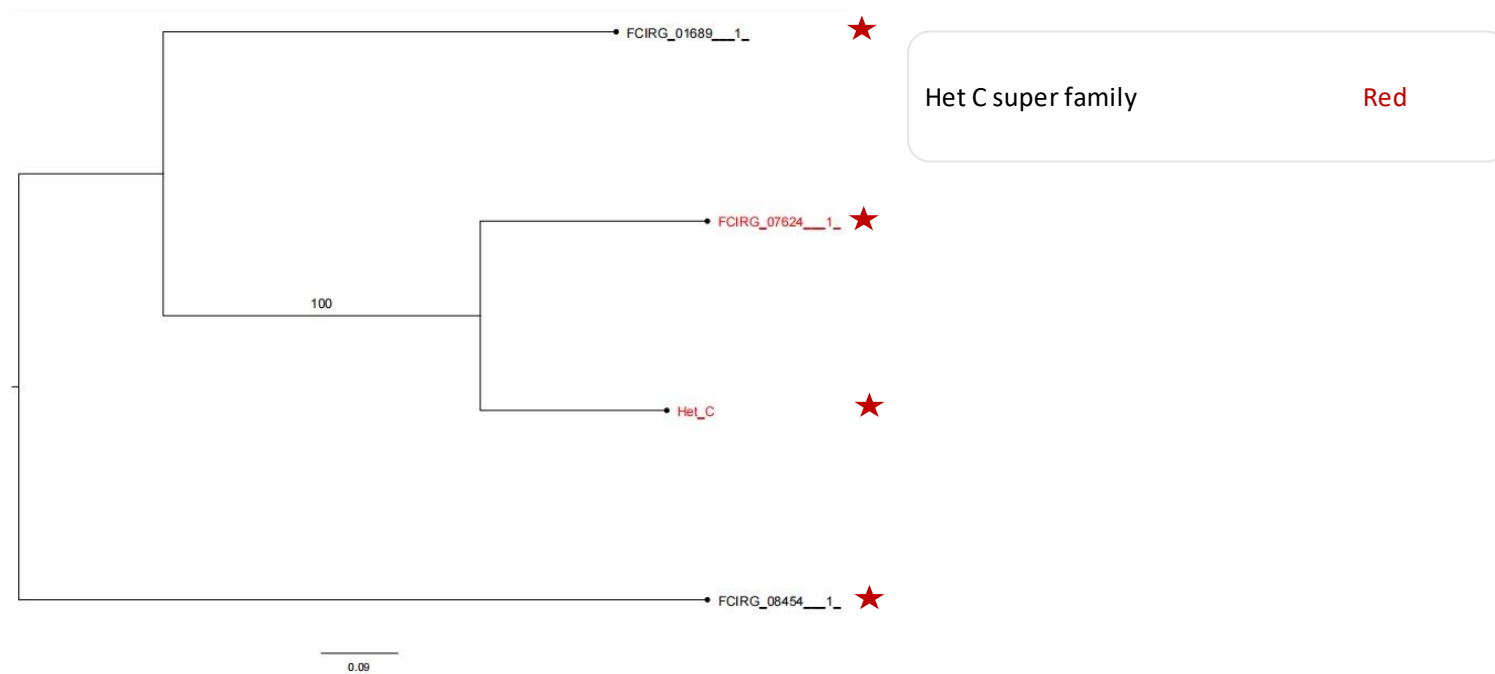 FCIRG_01689___1_
Het C super family Red
FCIRG_07624___1_
100
Het_C
FCIRG_08454___1_
0.09